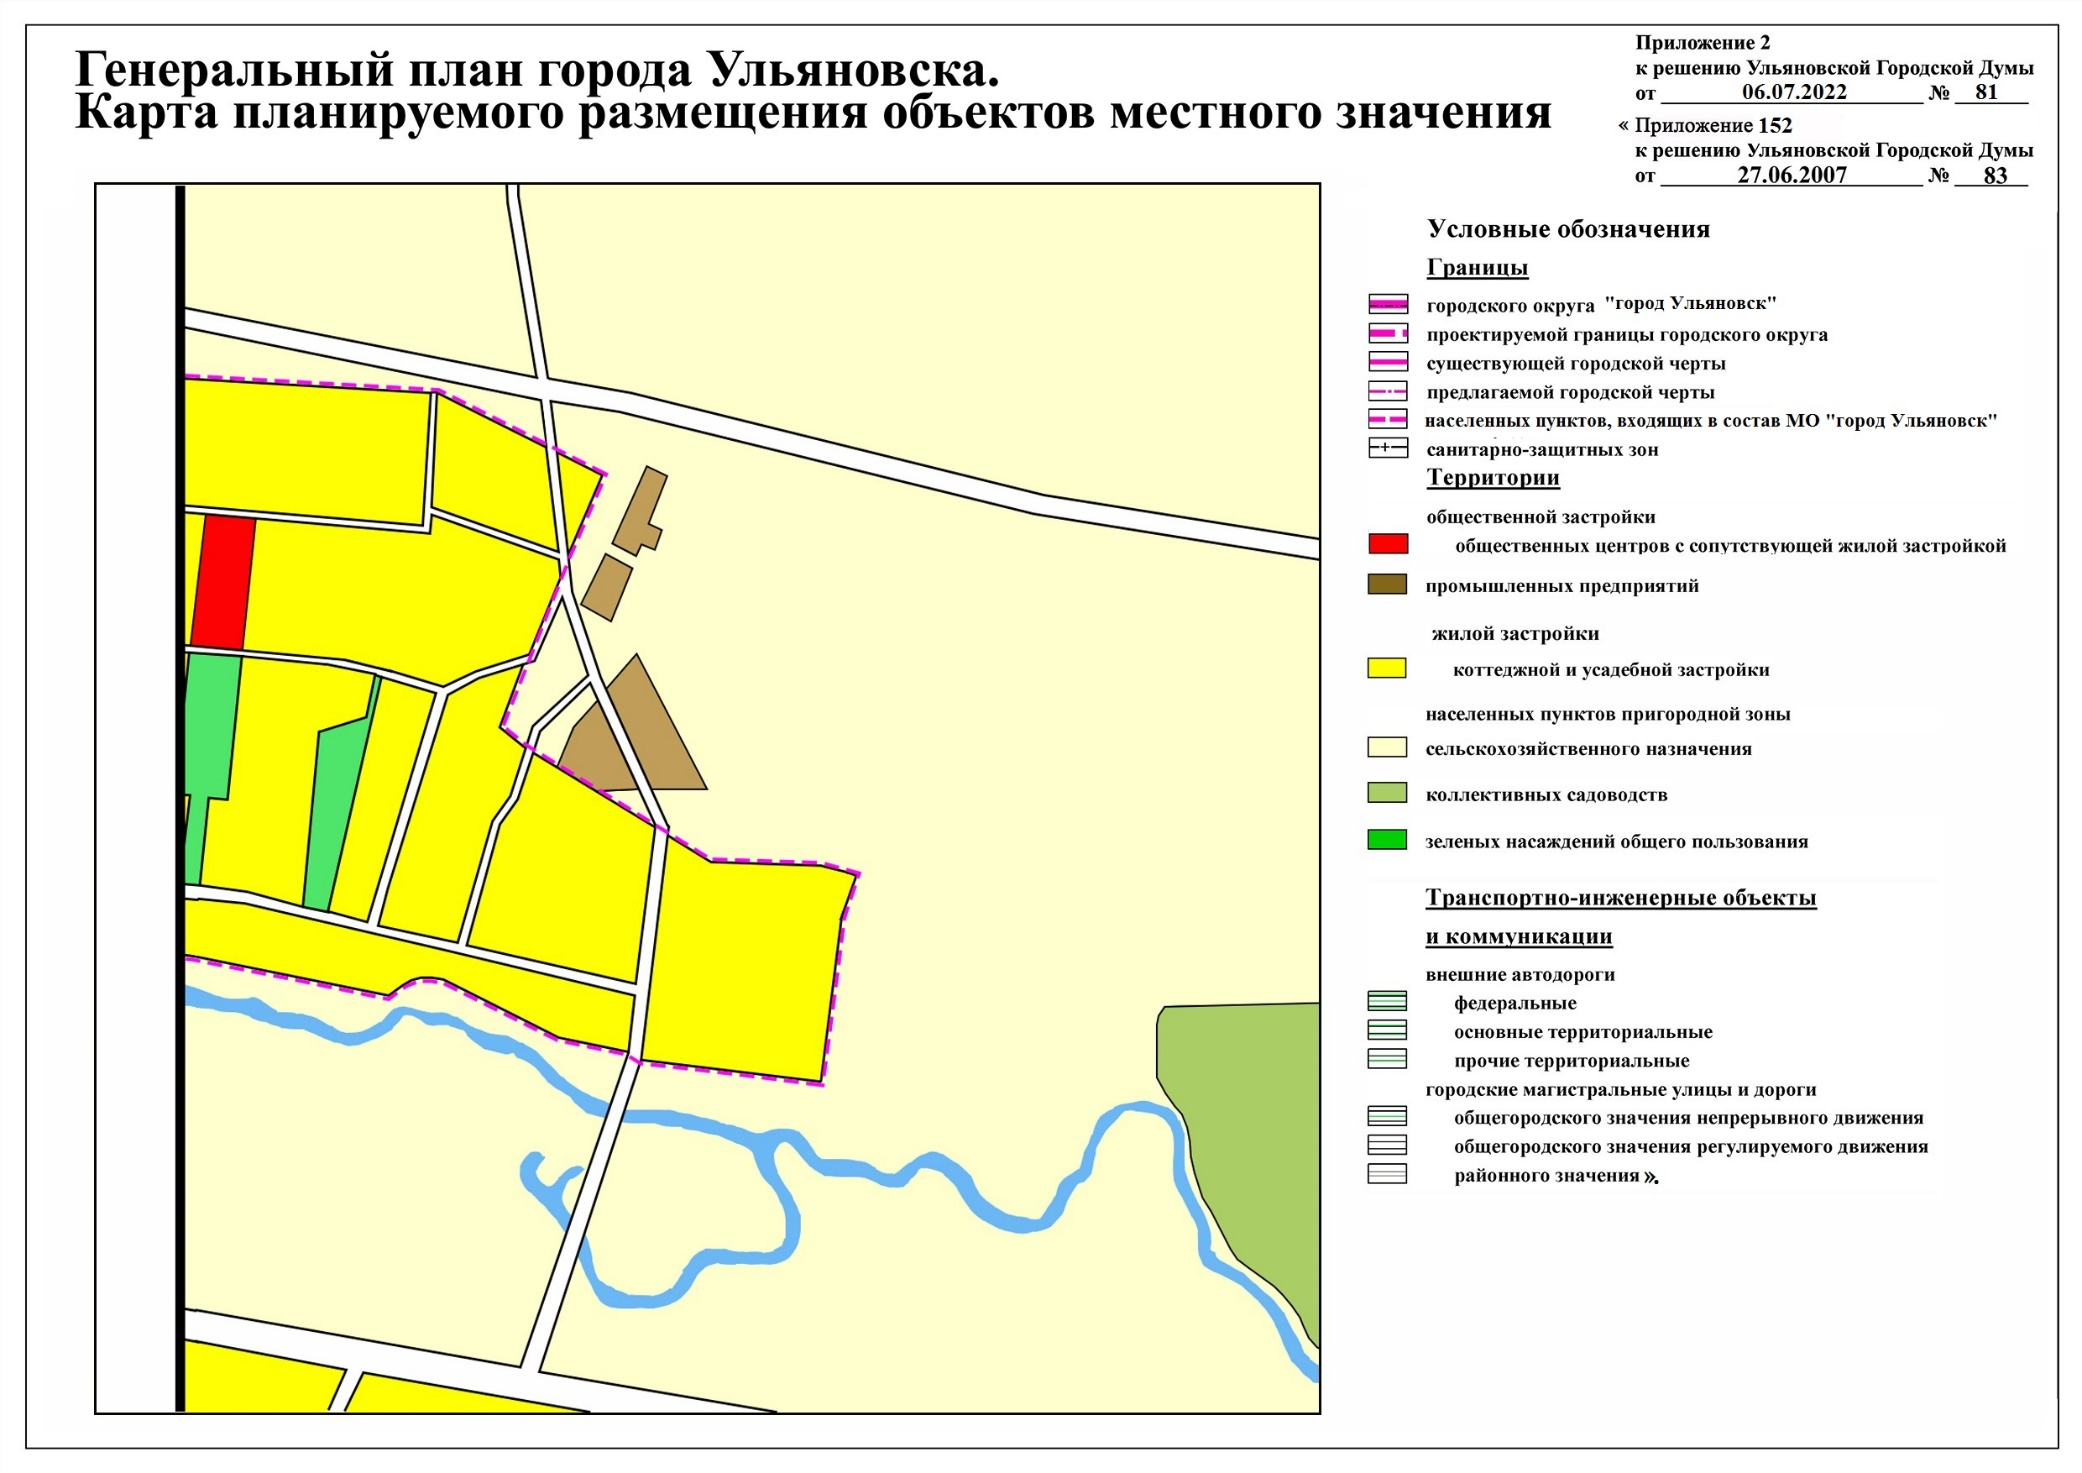 Генеральный план города Ульяновска.
Карта планируемого размещения объектов местного значения
Приложение 2
к решению Ульяновской Городской Думы
от 06.07.2022 № 81
« Приложение 152
к решению Ульяновской Городской Думы
от 27.06.2007 № 83
Условные обозначения
Границы
городского округа "город Ульяновск"
проектируемой границы городского округа
существующей городской черты
предлагаемой городской черты
населенных пунктов, входящих в состав МО "город Ульяновск"
санитарно-защитных зон
Территории
общественной застройки
общественных центров с сопутствующей жилой застройкой
промышленных предприятий
жилой застройки
коттеджной и усадебной застройки
населенных пунктов пригородной зоны
сельскохозяйственного назначения
коллективных садоводств
зеленых насаждений общего пользования
Транспортно-инженерные объекты
и коммуникации
внешние автодороги
федеральные
основные территориальные
прочие территориальные
городские магистральные улицы и дороги
общегородского значения непрерывного движения
общегородского значения регулируемого движения
районного значения».